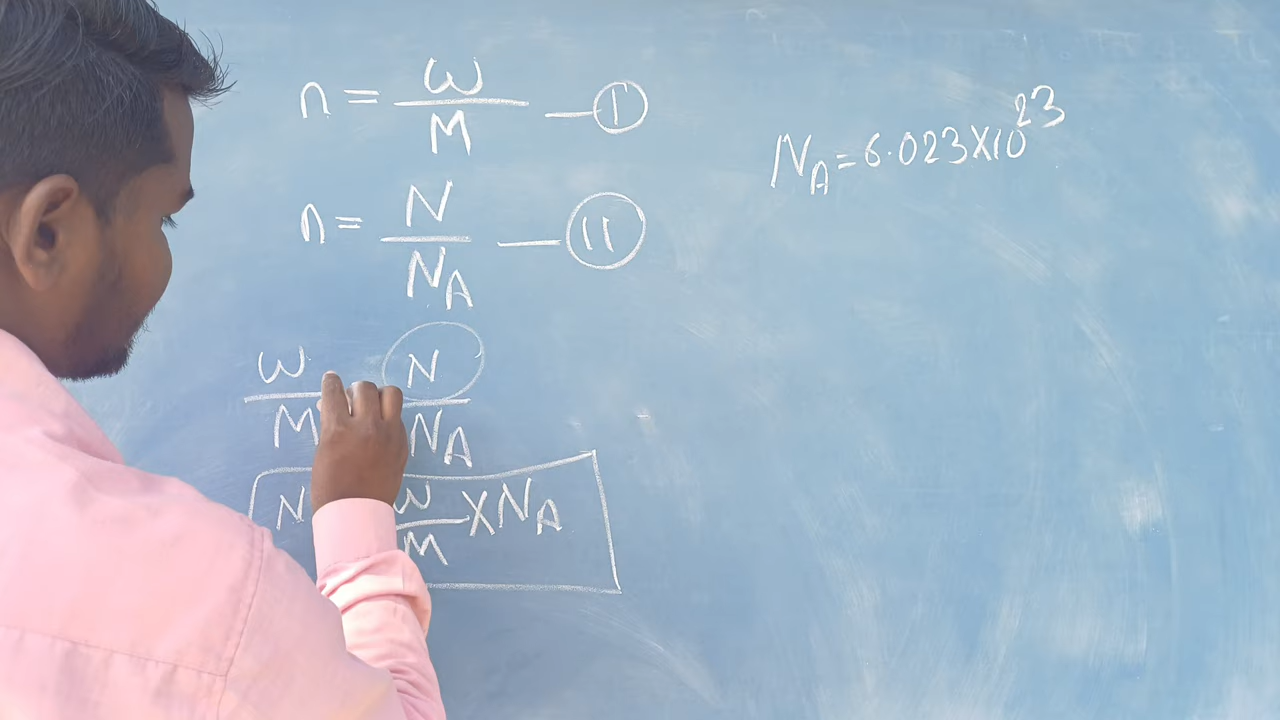 n = w/M — I
n = N/N_A — II
w/M N/N_A
N w/M × N_A
N_A = 6.023×10^23